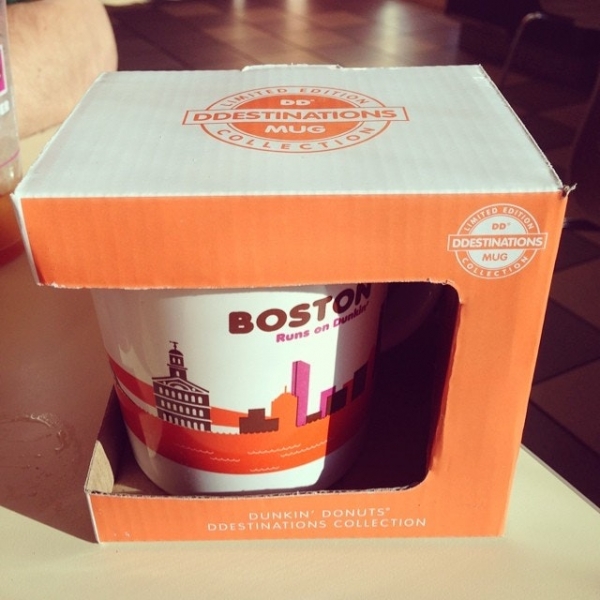 LIMITED EDITION
DD®
DDESTINATIONS
MUG
COLLECTION
LIMITED EDITION
DD®
DDESTINATIONS
MUG
COLLECTION
BOSTON
Runs on Dunkin'
DUNKIN' DONUTS®
DDESTINATIONS COLLECTION